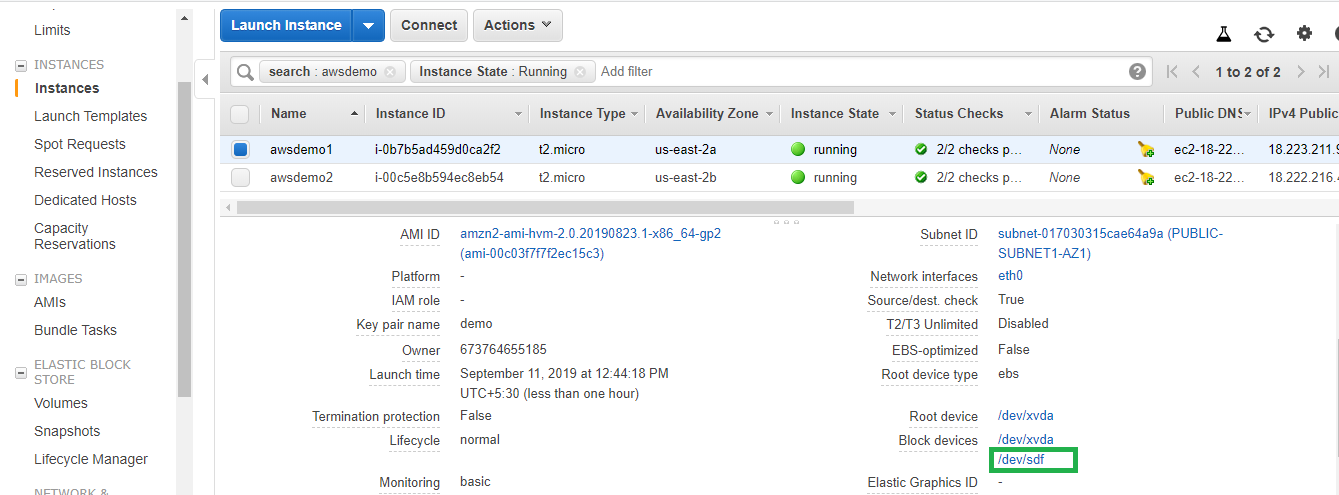 Limits
INSTANCES
Instances
Launch Templates
Spot Requests
Reserved Instances
Dedicated Hosts
Capacity
Reservations
IMAGES
AMIs
Bundle Tasks
ELASTIC BLOCK
STORE
Volumes
Snapshots
Lifecycle Manager
NETWORK &
Launch Instance Connect Actions
search : awsdemo Instance State : Running Add filter 1 to 2 of 2
Name Instance ID Instance Type Availability Zone Instance State Status Checks Alarm Status Public DNS IPv4 Public
awsdemo1 i-0b7b5ad459d0ca2f2 t2.micro us-east-2a running 2/2 checks p... None ec2-18-22... 18.223.211.9
awsdemo2 i-00c5e8b594ec8eb54 t2.micro us-east-2b running 2/2 checks p... None ec2-18-22... 18.222.216.4
AMI ID amzn2-ami-hvm-2.0.20190823.1-x86_64-gp2
(ami-00c03f7f7f2ec15c3)
Platform -
IAM role -
Key pair name demo
Owner 673764655185
Launch time September 11, 2019 at 12:44:18 PM
UTC+5:30 (less than one hour)
Termination protection False
Lifecycle normal
Monitoring basic
Subnet ID subnet-017030315cae64a9a (PUBLIC-
SUBNET1-AZ1)
Network interfaces eth0
Source/dest. check True
T2/T3 Unlimited Disabled
EBS-optimized False
Root device type ebs
Root device /dev/xvda
Block devices /dev/xvda
/dev/sdf
Elastic Graphics ID -